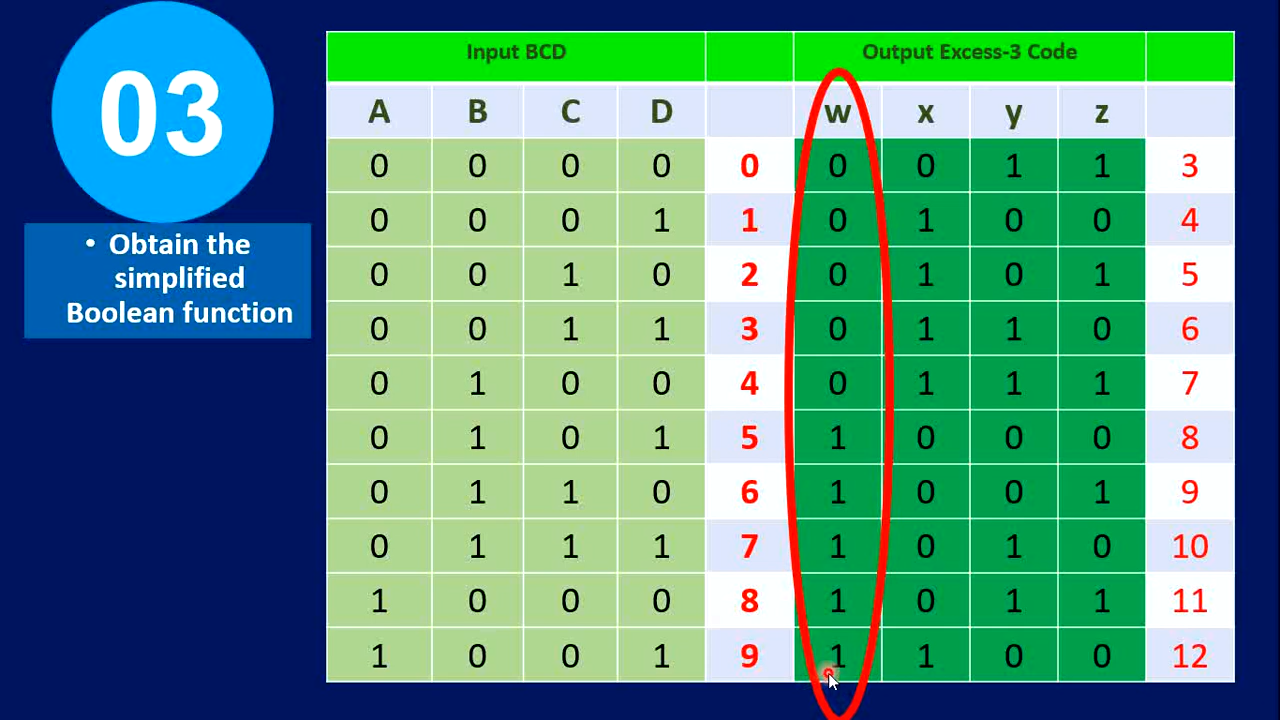 03
• Obtain the
simplified
Boolean function
Input BCD Output Excess-3 Code
A B C D w x y z
0 0 0 0 0 0 0 1 1 3
0 0 0 1 1 0 1 0 0 4
0 0 1 0 2 0 1 0 1 5
0 0 1 1 3 0 1 1 0 6
0 1 0 0 4 0 1 1 1 7
0 1 0 1 5 1 0 0 0 8
0 1 1 0 6 1 0 0 1 9
0 1 1 1 7 1 0 1 0 10
1 0 0 0 8 1 0 1 1 11
1 0 0 1 9 1 1 0 0 12